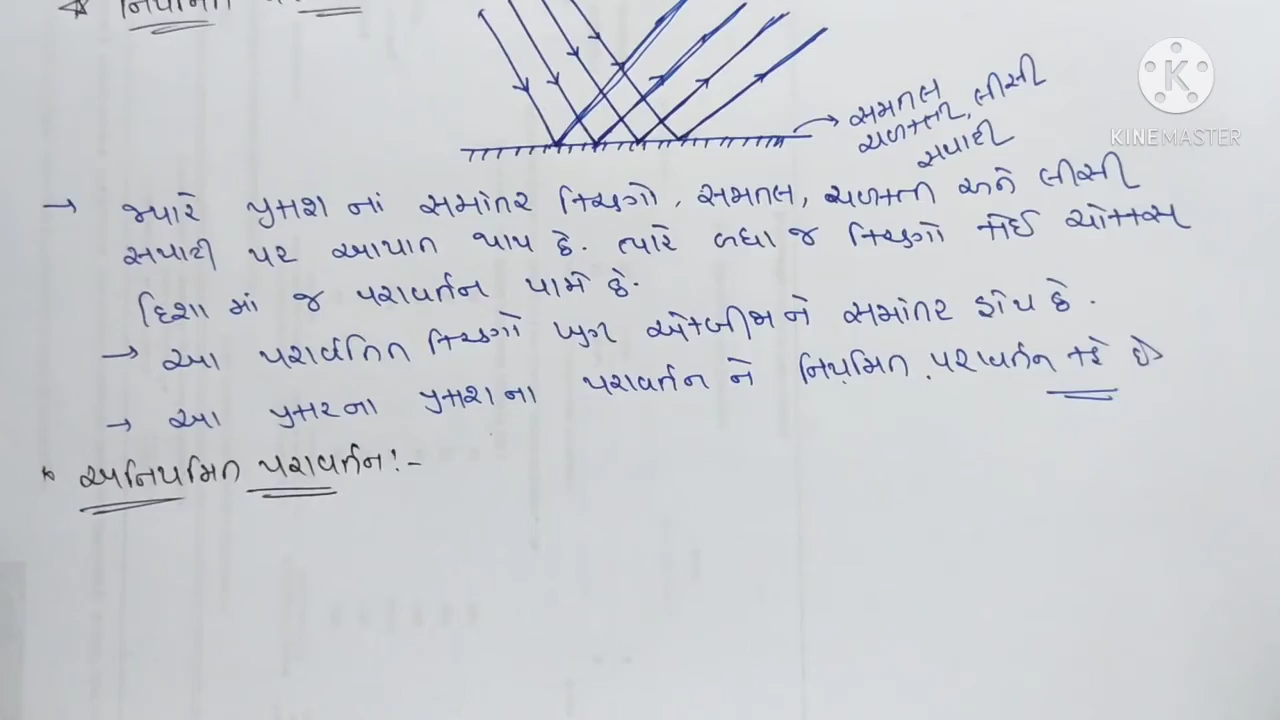 ★ નિયમિત
સમતલ
ચળકતી, લીસી
સપાટી
KINEMASTER
→ જ્યારે પ્રકાશ નાં સમાંતર કિરણો, સમતલ, ચળકતી અને લીસી
સપાટી પર આપાત થાય છે. ત્યારે બધા જ કિરણો કોઈ ચોક્કસ
દિશા માં જ પરાવર્તન પામે છે.
→ આ પરાવર્તિત કિરણો પણ એકબીજાને સમાંતર હોય છે.
→ આ પ્રકારના પ્રકાશના પરાવર્તન ને નિયમિત પરાવર્તન કહે છે
* અનિયમિત પરાવર્તન:-